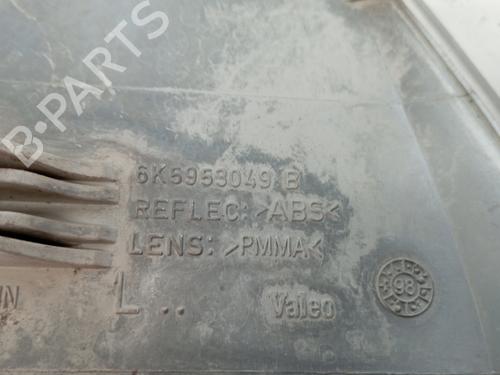 B-PARTS
6K5953049 B
REFLEC: >ABS<
LENS: >PMMA<
L..
Valeo
98